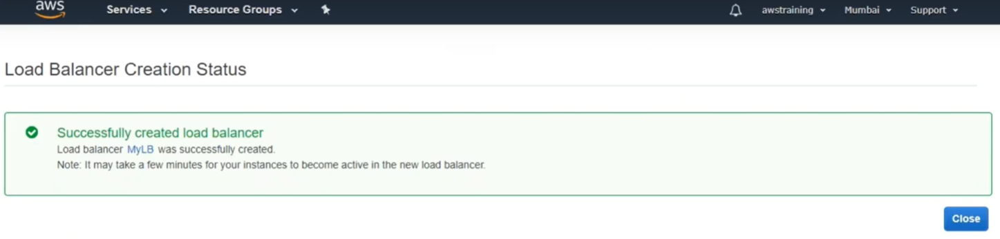 aws Services Resource Groups awstraining Mumbai Support
Load Balancer Creation Status
Successfully created load balancer
Load balancer MyLB was successfully created.
Note: It may take a few minutes for your instances to become active in the new load balancer.
Close